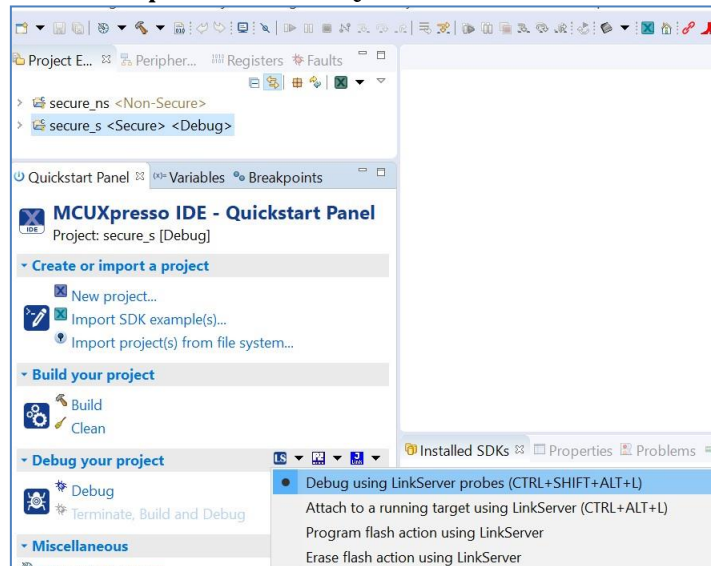 Project E... Peripher... Registers Faults
> secure_ns <Non-Secure>
> secure_s <Secure> <Debug>
Quickstart Panel (x)= Variables Breakpoints
IDE
MCUXpresso IDE - Quickstart Panel
Project: secure_s [Debug]
Create or import a project
New project...
Import SDK example(s)...
Import project(s) from file system...
Build your project
Build
Clean
Installed SDKs Properties Problems
Debug your project LS
Debug using LinkServer probes (CTRL+SHIFT+ALT+L)
Debug
Attach to a running target using LinkServer (CTRL+ALT+L)
Terminate, Build and Debug
Program flash action using LinkServer
Miscellaneous
Erase flash action using LinkServer